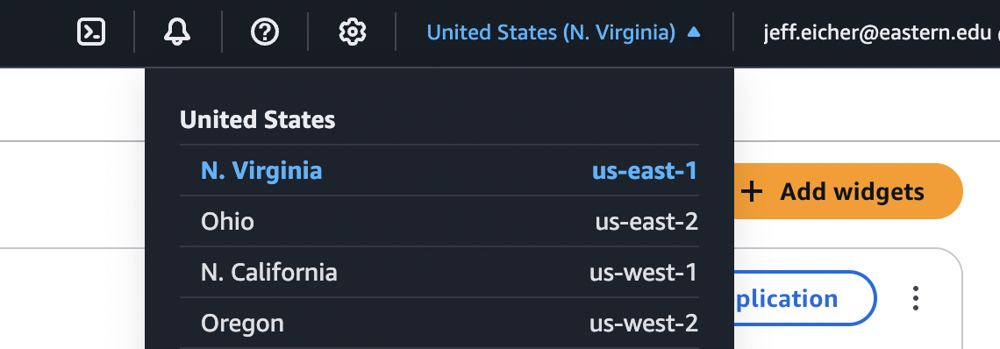 United States (N. Virginia) ▲ jeff.eicher@eastern.edu
United States
N. Virginia us-east-1
Add widgets
Ohio us-east-2
N. California us-west-1
plication
Oregon us-west-2